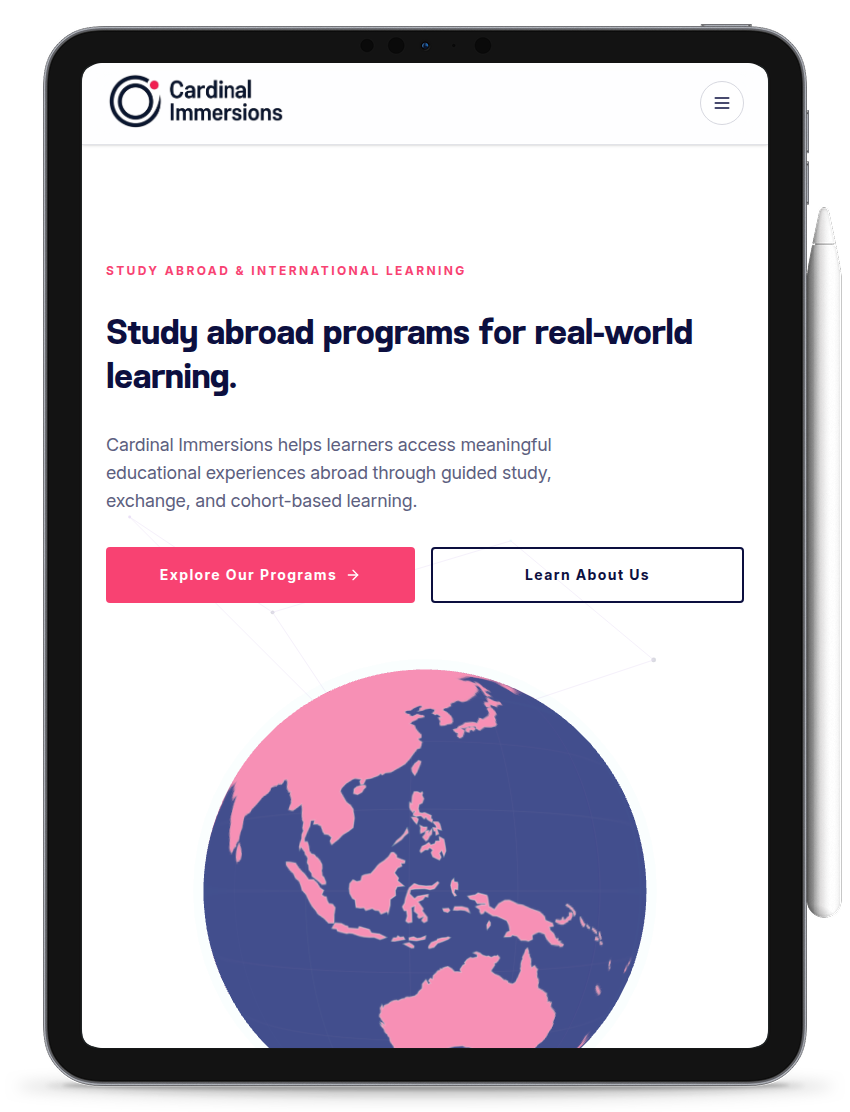 Cardinal
Immersions
STUDY ABROAD & INTERNATIONAL LEARNING
Study abroad programs for real-world
learning.
Cardinal Immersions helps learners access meaningful
educational experiences abroad through guided study,
exchange, and cohort-based learning.
Explore Our Programs →
Learn About Us